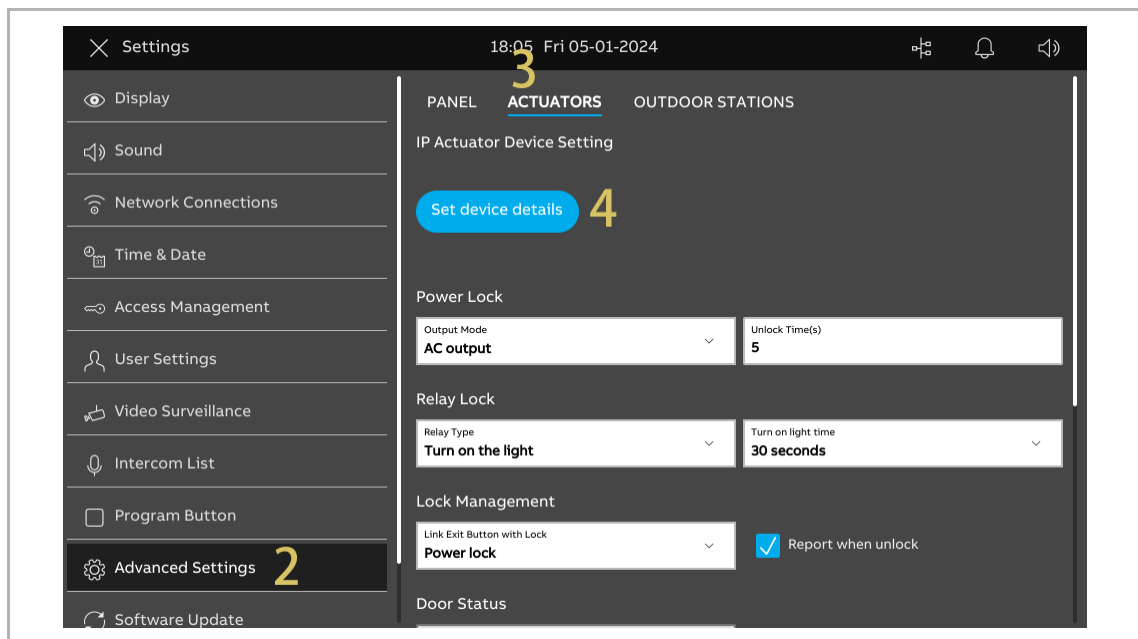 Settings
18:05 Fri 05-01-2024
3
Display
Sound
Network Connections
Time & Date
31
Access Management
User Settings
Video Surveillance
Intercom List
Program Button
Advanced Settings 2
Software Update
PANEL ACTUATORS OUTDOOR STATIONS
IP Actuator Device Setting
Set device details 4
Power Lock
Output Mode
AC output
Unlock Time(s)
5
Relay Lock
Relay Type
Turn on the light
Turn on light time
30 seconds
Lock Management
Link Exit Button with Lock
Power lock
Report when unlock
Door Status